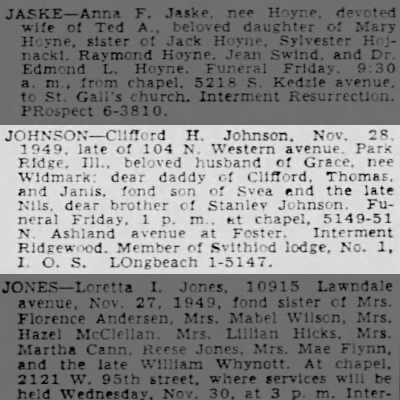 JASKE—Anna F. Jaske, nee Hoyne, devoted
wife of Ted A., beloved daughter of Mary
Hoyne, sister of Jack Hoyne, Sylvester Hoj-
nacki, Raymond Hoyne, Jean Swind, and Dr.
Edmond L. Hoyne. Funeral Friday, 9:30
a. m., from chapel, 5218 S. Kedzie avenue,
to St. Gall's church. Interment Resurrection.
PRospect 6-3810.
JOHNSON—Clifford H. Johnson, Nov. 28,
1949, late of 104 N. Western avenue, Park
Ridge, Ill., beloved husband of Grace, nee
Widmark; dear daddy of Clifford, Thomas,
and Janis, fond son of Svea and the late
Nils, dear brother of Stanley Johnson. Fu-
neral Friday, 1 p. m., at chapel, 5149-51
N. Ashland avenue at Foster. Interment
Ridgewood. Member of Svithiod lodge, No. 1,
I. O. S. LOngbeach 1-5147.
JONES—Loretta I. Jones, 10915 Lawndale
avenue, Nov. 27, 1949, fond sister of Mrs.
Florence Andersen, Mrs. Mabel Wilson, Mrs.
Hazel McClellan, Mrs. Lillian Hicks, Mrs.
Martha Cann, Reese Jones, Mrs. Mae Flynn,
and the late William Whynott. At chapel,
2121 W. 95th street, where services will be
held Wednesday, Nov. 30, at 3 p. m. Inter-